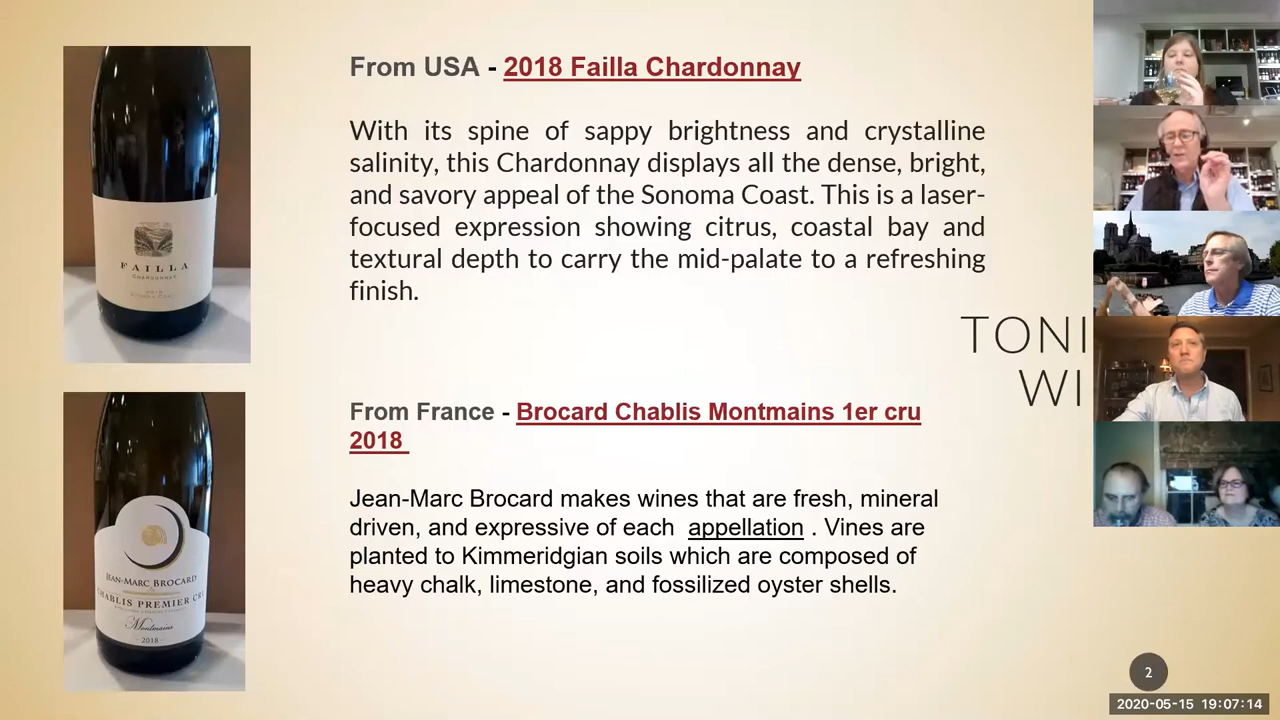 From USA - 2018 Failla Chardonnay
With its spine of sappy brightness and crystalline
salinity, this Chardonnay displays all the dense, bright,
and savory appeal of the Sonoma Coast. This is a laser-
focused expression showing citrus, coastal bay and
textural depth to carry the mid-palate to a refreshing
finish.
TONI
WI
From France - Brocard Chablis Montmains 1er cru
2018
Jean-Marc Brocard makes wines that are fresh, mineral
driven, and expressive of each appellation . Vines are
planted to Kimmeridgian soils which are composed of
heavy chalk, limestone, and fossilized oyster shells.
FAILLA
CHARDONNAY
JEAN-MARC BROCARD
CHABLIS PREMIER CRU
Montmains
2018
2
2020-05-15 19:07:14